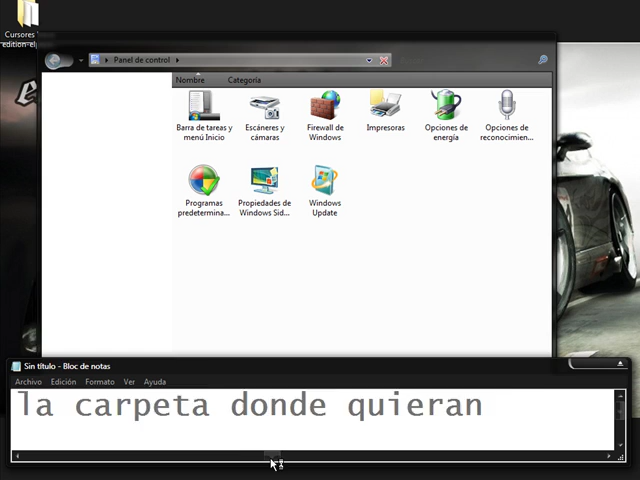 Cursores
edition-el
Panel de control
Nombre Categoría
Barra de tareas y menú Inicio
Escáneres y cámaras
Firewall de Windows
Impresoras
Opciones de energía
Opciones de reconocimien...
Programas predetermina...
Propiedades de Windows Sid...
Windows Update
Sin título - Bloc de notas
Archivo Edición Formato Ver Ayuda
la carpeta donde quieran